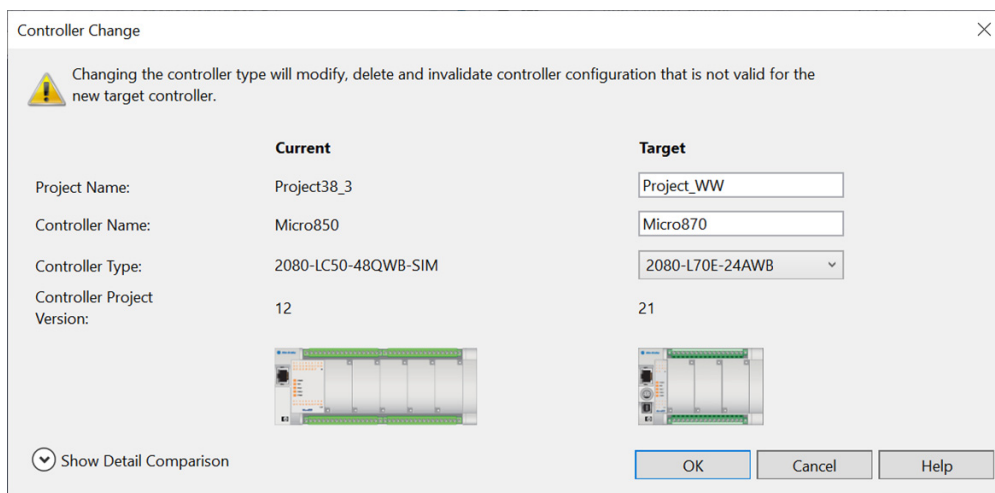 Controller Change
Changing the controller type will modify, delete and invalidate controller configuration that is not valid for the
new target controller.
Current Target
Project Name: Project38_3 Project_WW
Controller Name: Micro850 Micro870
Controller Type: 2080-LC50-48QWB-SIM 2080-L70E-24AWB
Controller Project
Version: 12 21
Show Detail Comparison OK Cancel Help